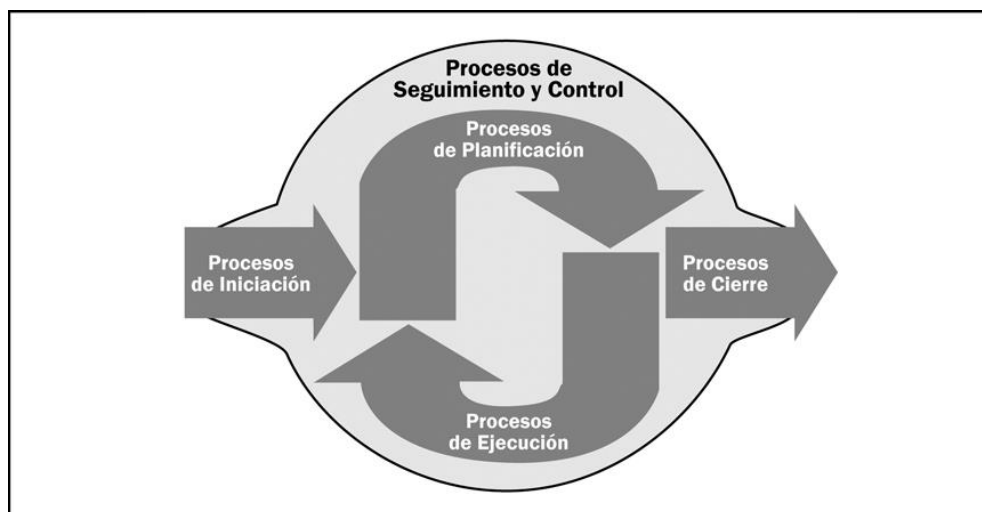 Procesos de
Seguimiento y Control
Procesos
de Planificación
Procesos
de Iniciación
Procesos
de Cierre
Procesos
de Ejecución